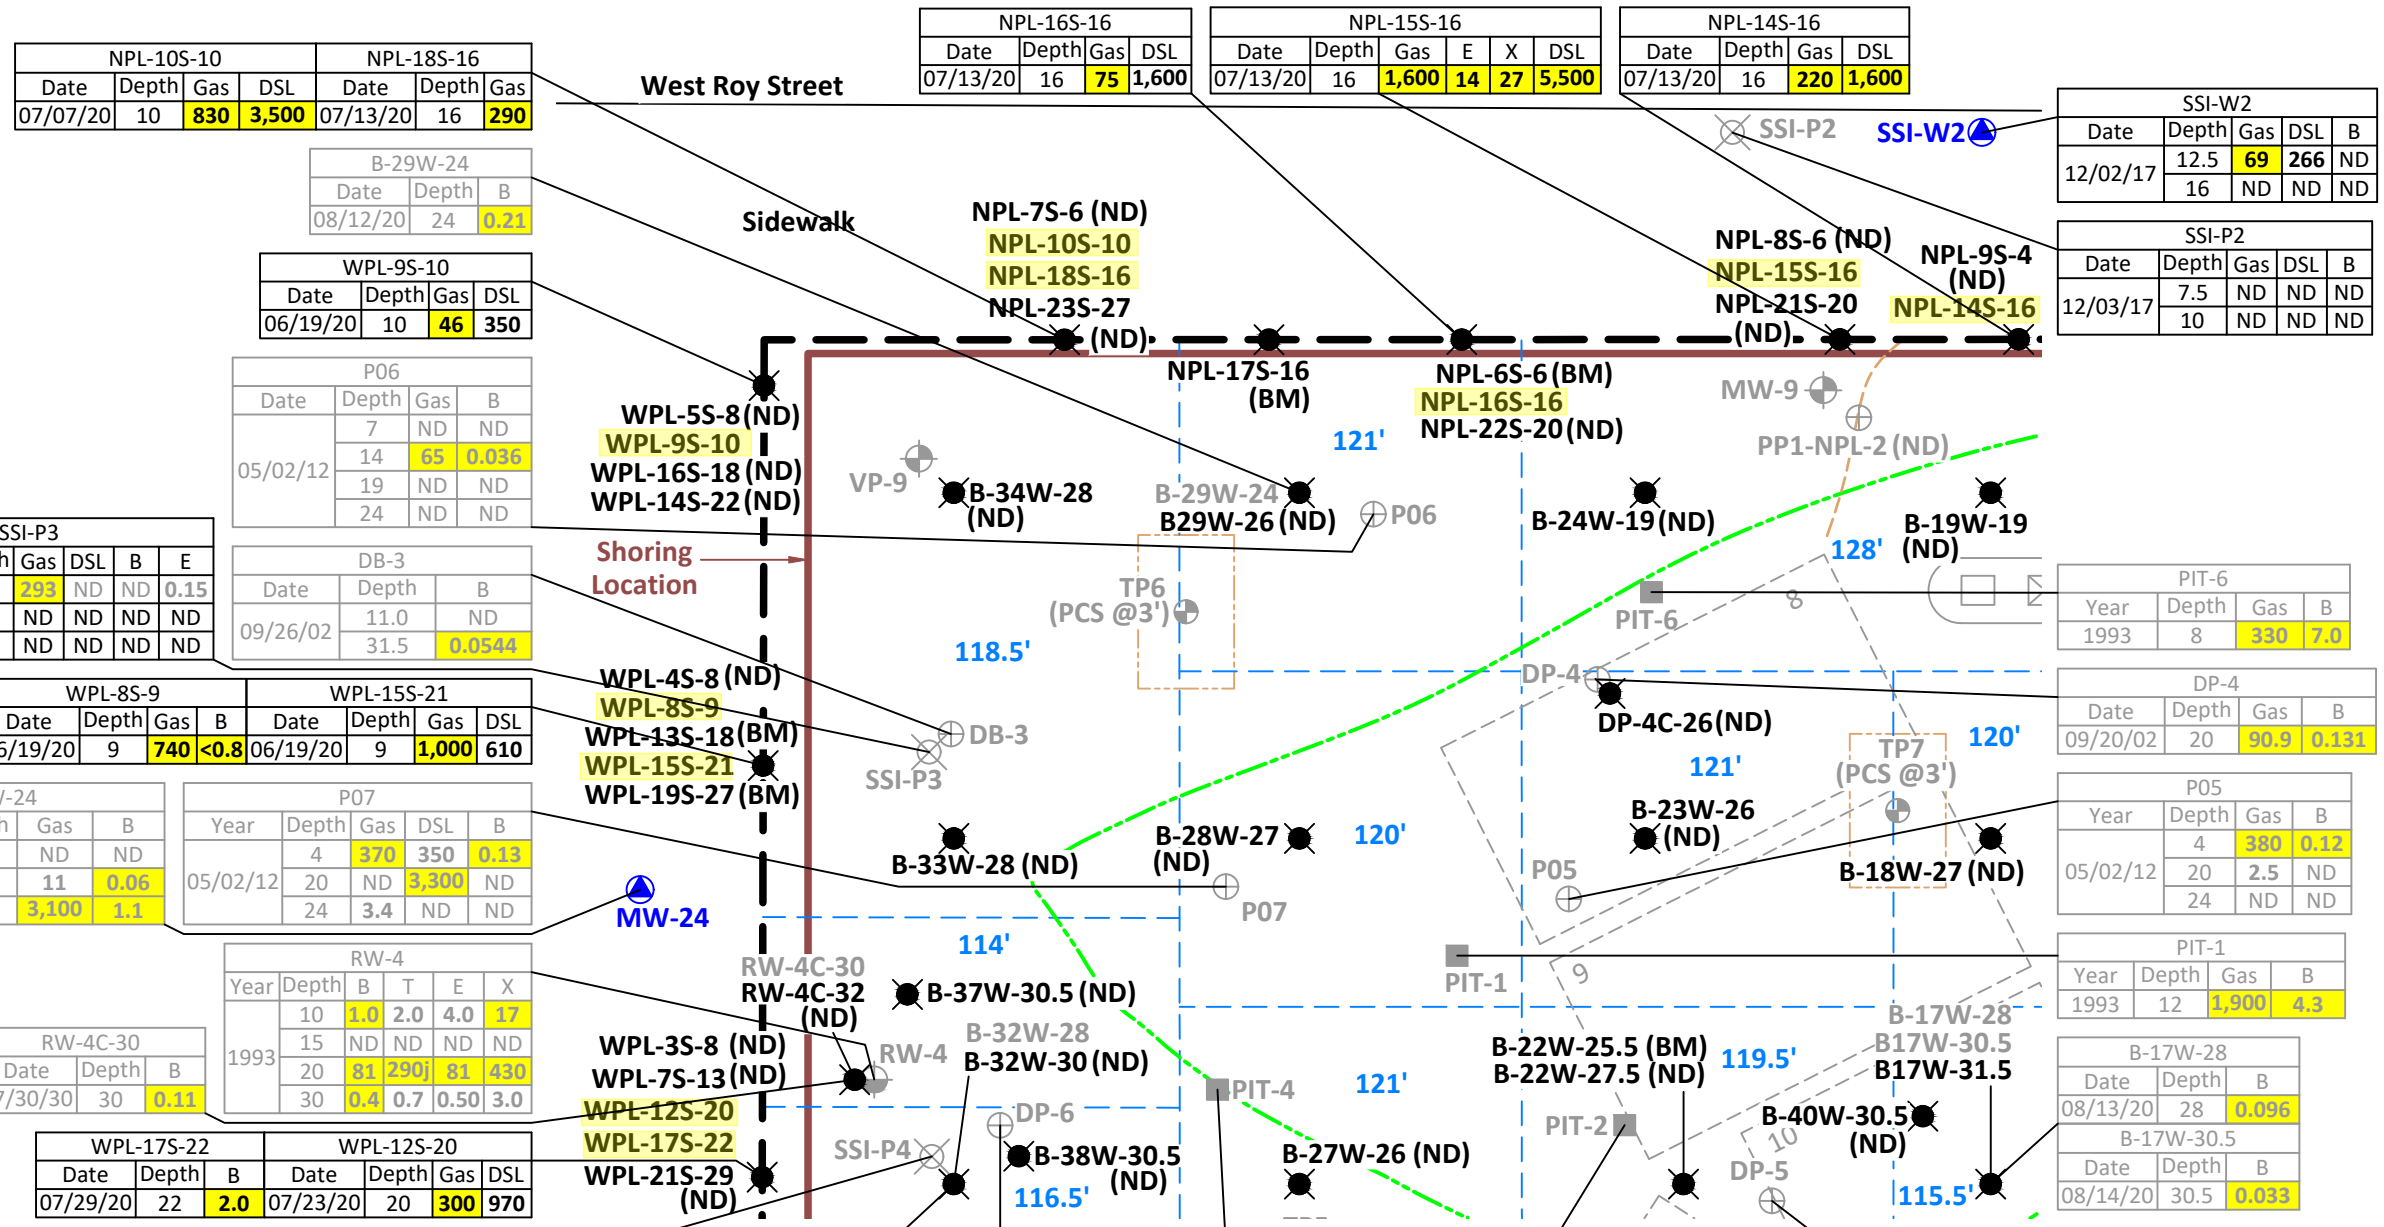 NPL-16S-16
Date Depth Gas DSL
07/13/20 16 75 1,600
NPL-15S-16
Date Depth Gas E X DSL
07/13/20 16 1,600 14 27 5,500
NPL-14S-16
Date Depth Gas DSL
07/13/20 16 220 1,600
NPL-10S-10 NPL-18S-16
Date Depth Gas DSL Date Depth Gas
07/07/20 10 830 3,500 07/13/20 16 290
West Roy Street
SSI-P2
SSI-W2
SSI-W2
Date Depth Gas DSL B
12/02/17 12.5 69 266 ND
16 ND ND ND
B-29W-24
Date Depth B
08/12/20 24 0.21
Sidewalk
NPL-7S-6 (ND)
NPL-10S-10
NPL-18S-16
NPL-23S-27
(ND)
NPL-8S-6 (ND)
NPL-15S-16
NPL-21S-20
(ND)
NPL-9S-4
(ND)
NPL-14S-16
SSI-P2
Date Depth Gas DSL B
12/03/17 7.5 ND ND ND
10 ND ND ND
WPL-9S-10
Date Depth Gas DSL
06/19/20 10 46 350
P06
Date Depth Gas B
05/02/12 7 ND ND
14 65 0.036
19 ND ND
24 ND ND
WPL-5S-8 (ND)
WPL-9S-10
WPL-16S-18 (ND)
WPL-14S-22 (ND)
NPL-17S-16
(BM)
NPL-6S-6 (BM)
NPL-16S-16
NPL-22S-20 (ND)
121'
MW-9
PP1-NPL-2 (ND)
VP-9
B-34W-28
(ND)
B-29W-24
B29W-26 (ND)
P06
B-24W-19 (ND)
B-19W-19
(ND)
128'
Shoring
Location
SSI-P3
Gas DSL B E
293 ND ND 0.15
ND ND ND ND
ND ND ND ND
DB-3
Date Depth B
09/26/02 11.0 ND
31.5 0.0544
TP6
(PCS @3')
118.5'
PIT-6
8
PIT-6
Year Depth Gas B
1993 8 330 7.0
WPL-8S-9 WPL-15S-21
Date Depth Gas B Date Depth Gas DSL
6/19/20 9 740 <0.8 06/19/20 9 1,000 610
WPL-4S-8 (ND)
WPL-8S-9
WPL-13S-18 (BM)
WPL-15S-21
WPL-19S-27 (BM)
DB-3
SSI-P3
DP-4
DP-4C-26 (ND)
121'
120'
TP7
(PCS @3')
DP-4
Date Depth Gas B
09/20/02 20 90.9 0.131
-24
Gas B
ND ND
11 0.06
3,100 1.1
P07
Year Depth Gas DSL B
05/02/12 4 370 350 0.13
20 ND 3,300 ND
24 3.4 ND ND
MW-24
B-33W-28 (ND)
B-28W-27
(ND)
120'
B-23W-26
(ND)
B-18W-27 (ND)
P07
P05
P05
Year Depth Gas B
05/02/12 4 380 0.12
20 2.5 ND
24 ND ND
114'
PIT-1
9
PIT-1
Year Depth Gas B
1993 12 1,900 4.3
RW-4
Year Depth B T E X
1993 10 1.0 2.0 4.0 17
15 ND ND ND ND
20 81 290j 81 430
30 0.4 0.7 0.50 3.0
RW-4C-30
Date Depth B
7/30/30 30 0.11
RW-4C-30
RW-4C-32
(ND)
B-37W-30.5 (ND)
RW-4
B-32W-28
B-32W-30 (ND)
WPL-3S-8 (ND)
WPL-7S-13 (ND)
WPL-12S-20
WPL-17S-22
WPL-21S-29
(ND)
PIT-4
121'
B-22W-25.5 (BM)
B-22W-27.5 (ND)
119.5'
B-17W-28
B17W-30.5
B17W-31.5
B-17W-28
Date Depth B
08/13/20 28 0.096
B-17W-30.5
Date Depth B
08/14/20 30.5 0.033
DP-6
SSI-P4
B-38W-30.5
(ND)
116.5'
B-27W-26 (ND)
PIT-2
10
B-40W-30.5
(ND)
DP-5
115.5'
WPL-17S-22 WPL-12S-20
Date Depth B Date Depth Gas DSL
07/29/20 22 2.0 07/23/20 20 300 970